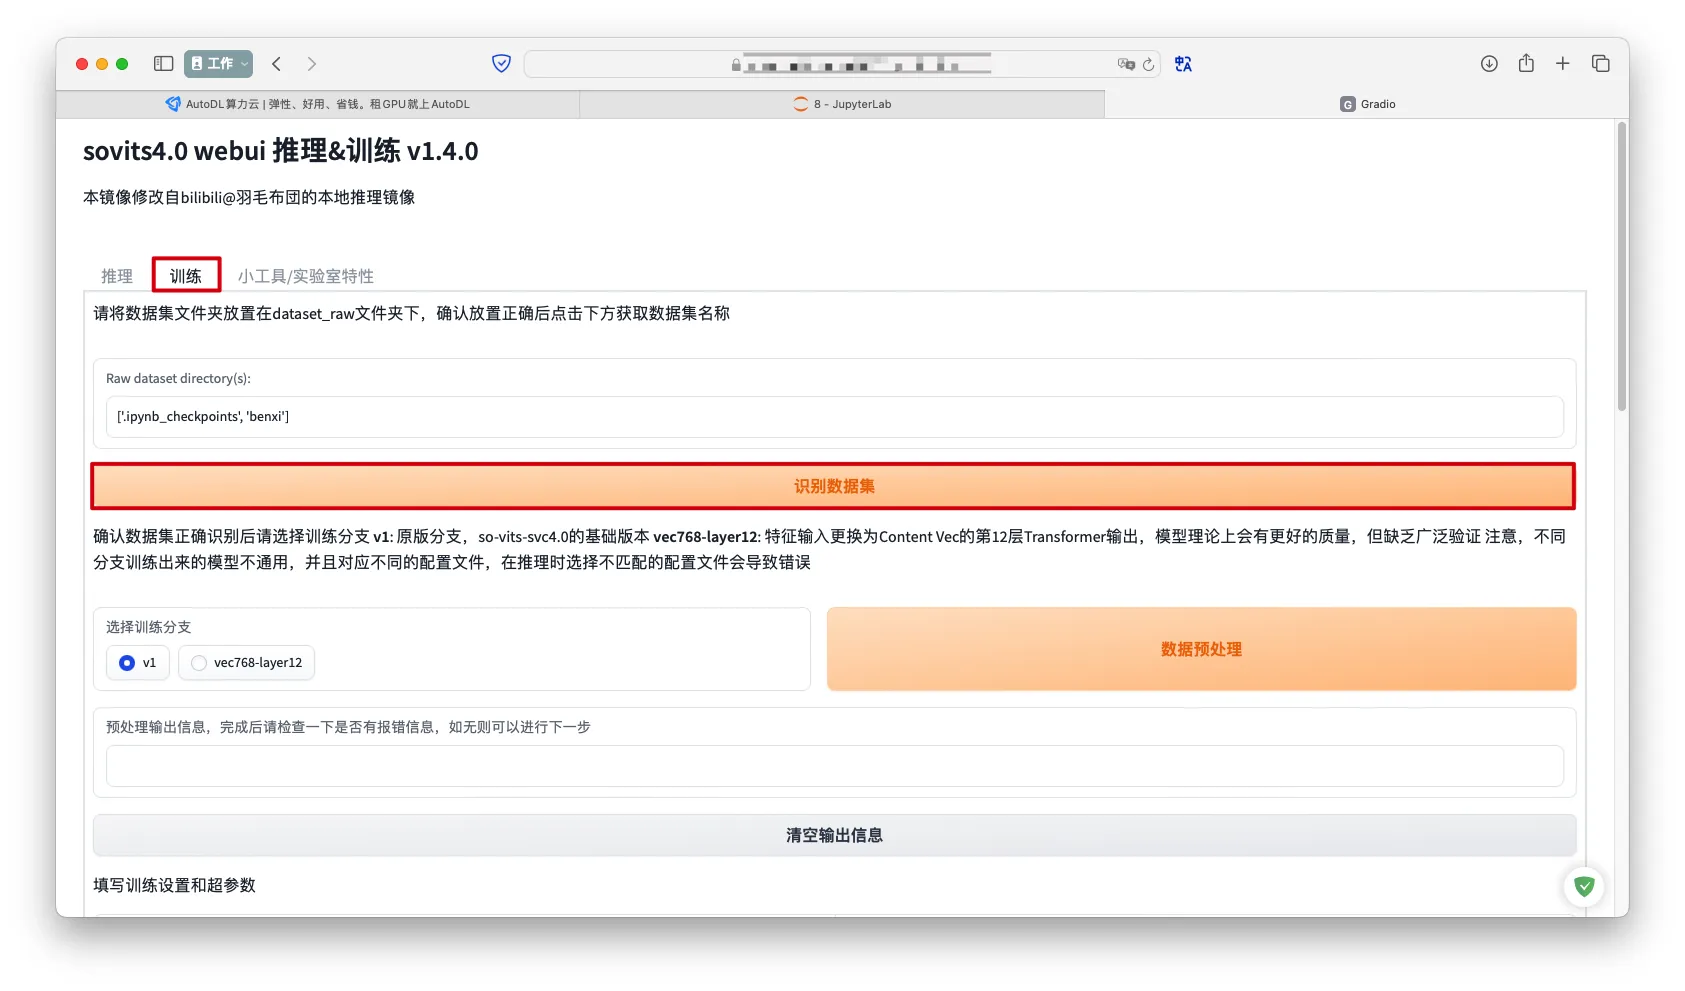 工作
AutoDL算力云 | 弹性、好用、省钱。租GPU就上AutoDL
8 - JupyterLab
G Gradio
sovits4.0 webui 推理&训练 v1.4.0
本镜像修改自bilibili@羽毛布団的本地推理镜像
推理 训练 小工具/实验室特性
请将数据集文件夹放置在dataset_raw文件夹下，确认放置正确后点击下方获取数据集名称
Raw dataset directory(s):
['.ipynb_checkpoints', 'benxi']
识别数据集
确认数据集正确识别后请选择训练分支 v1: 原版分支，so-vits-svc4.0的基础版本 vec768-layer12: 特征输入更换为Content Vec的第12层Transformer输出，模型理论上会有更好的质量，但缺乏广泛验证 注意，不同
分支训练出来的模型不通用，并且对应不同的配置文件，在推理时选择不匹配的配置文件会导致错误
选择训练分支
v1 vec768-layer12
数据预处理
预处理输出信息，完成后请检查一下是否有报错信息，如无则可以进行下一步
清空输出信息
填写训练设置和超参数